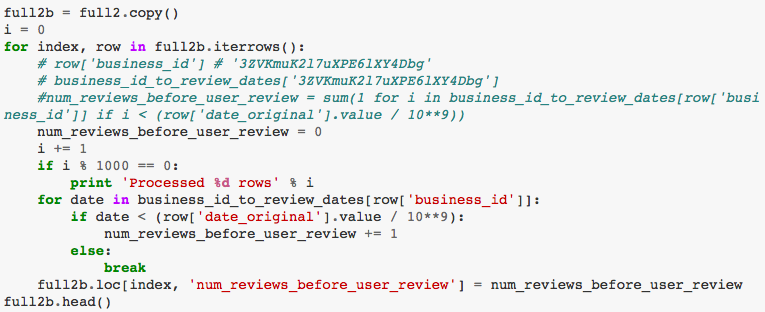 full2b = full2.copy()
i = 0
for index, row in full2b.iterrows():
    # row['business_id'] # '3ZVKmuK2l7uXPE6lXY4Dbg'
    # business_id_to_review_dates['3ZVKmuK2l7uXPE6lXY4Dbg']
    #num_reviews_before_user_review = sum(1 for i in business_id_to_review_dates[row['busi
ness_id']] if i < (row['date_original'].value / 10**9))
    num_reviews_before_user_review = 0
    i += 1
    if i % 1000 == 0:
        print 'Processed %d rows' % i
    for date in business_id_to_review_dates[row['business_id']]:
        if date < (row['date_original'].value / 10**9):
            num_reviews_before_user_review += 1
        else:
            break
    full2b.loc[index, 'num_reviews_before_user_review'] = num_reviews_before_user_review
full2b.head()